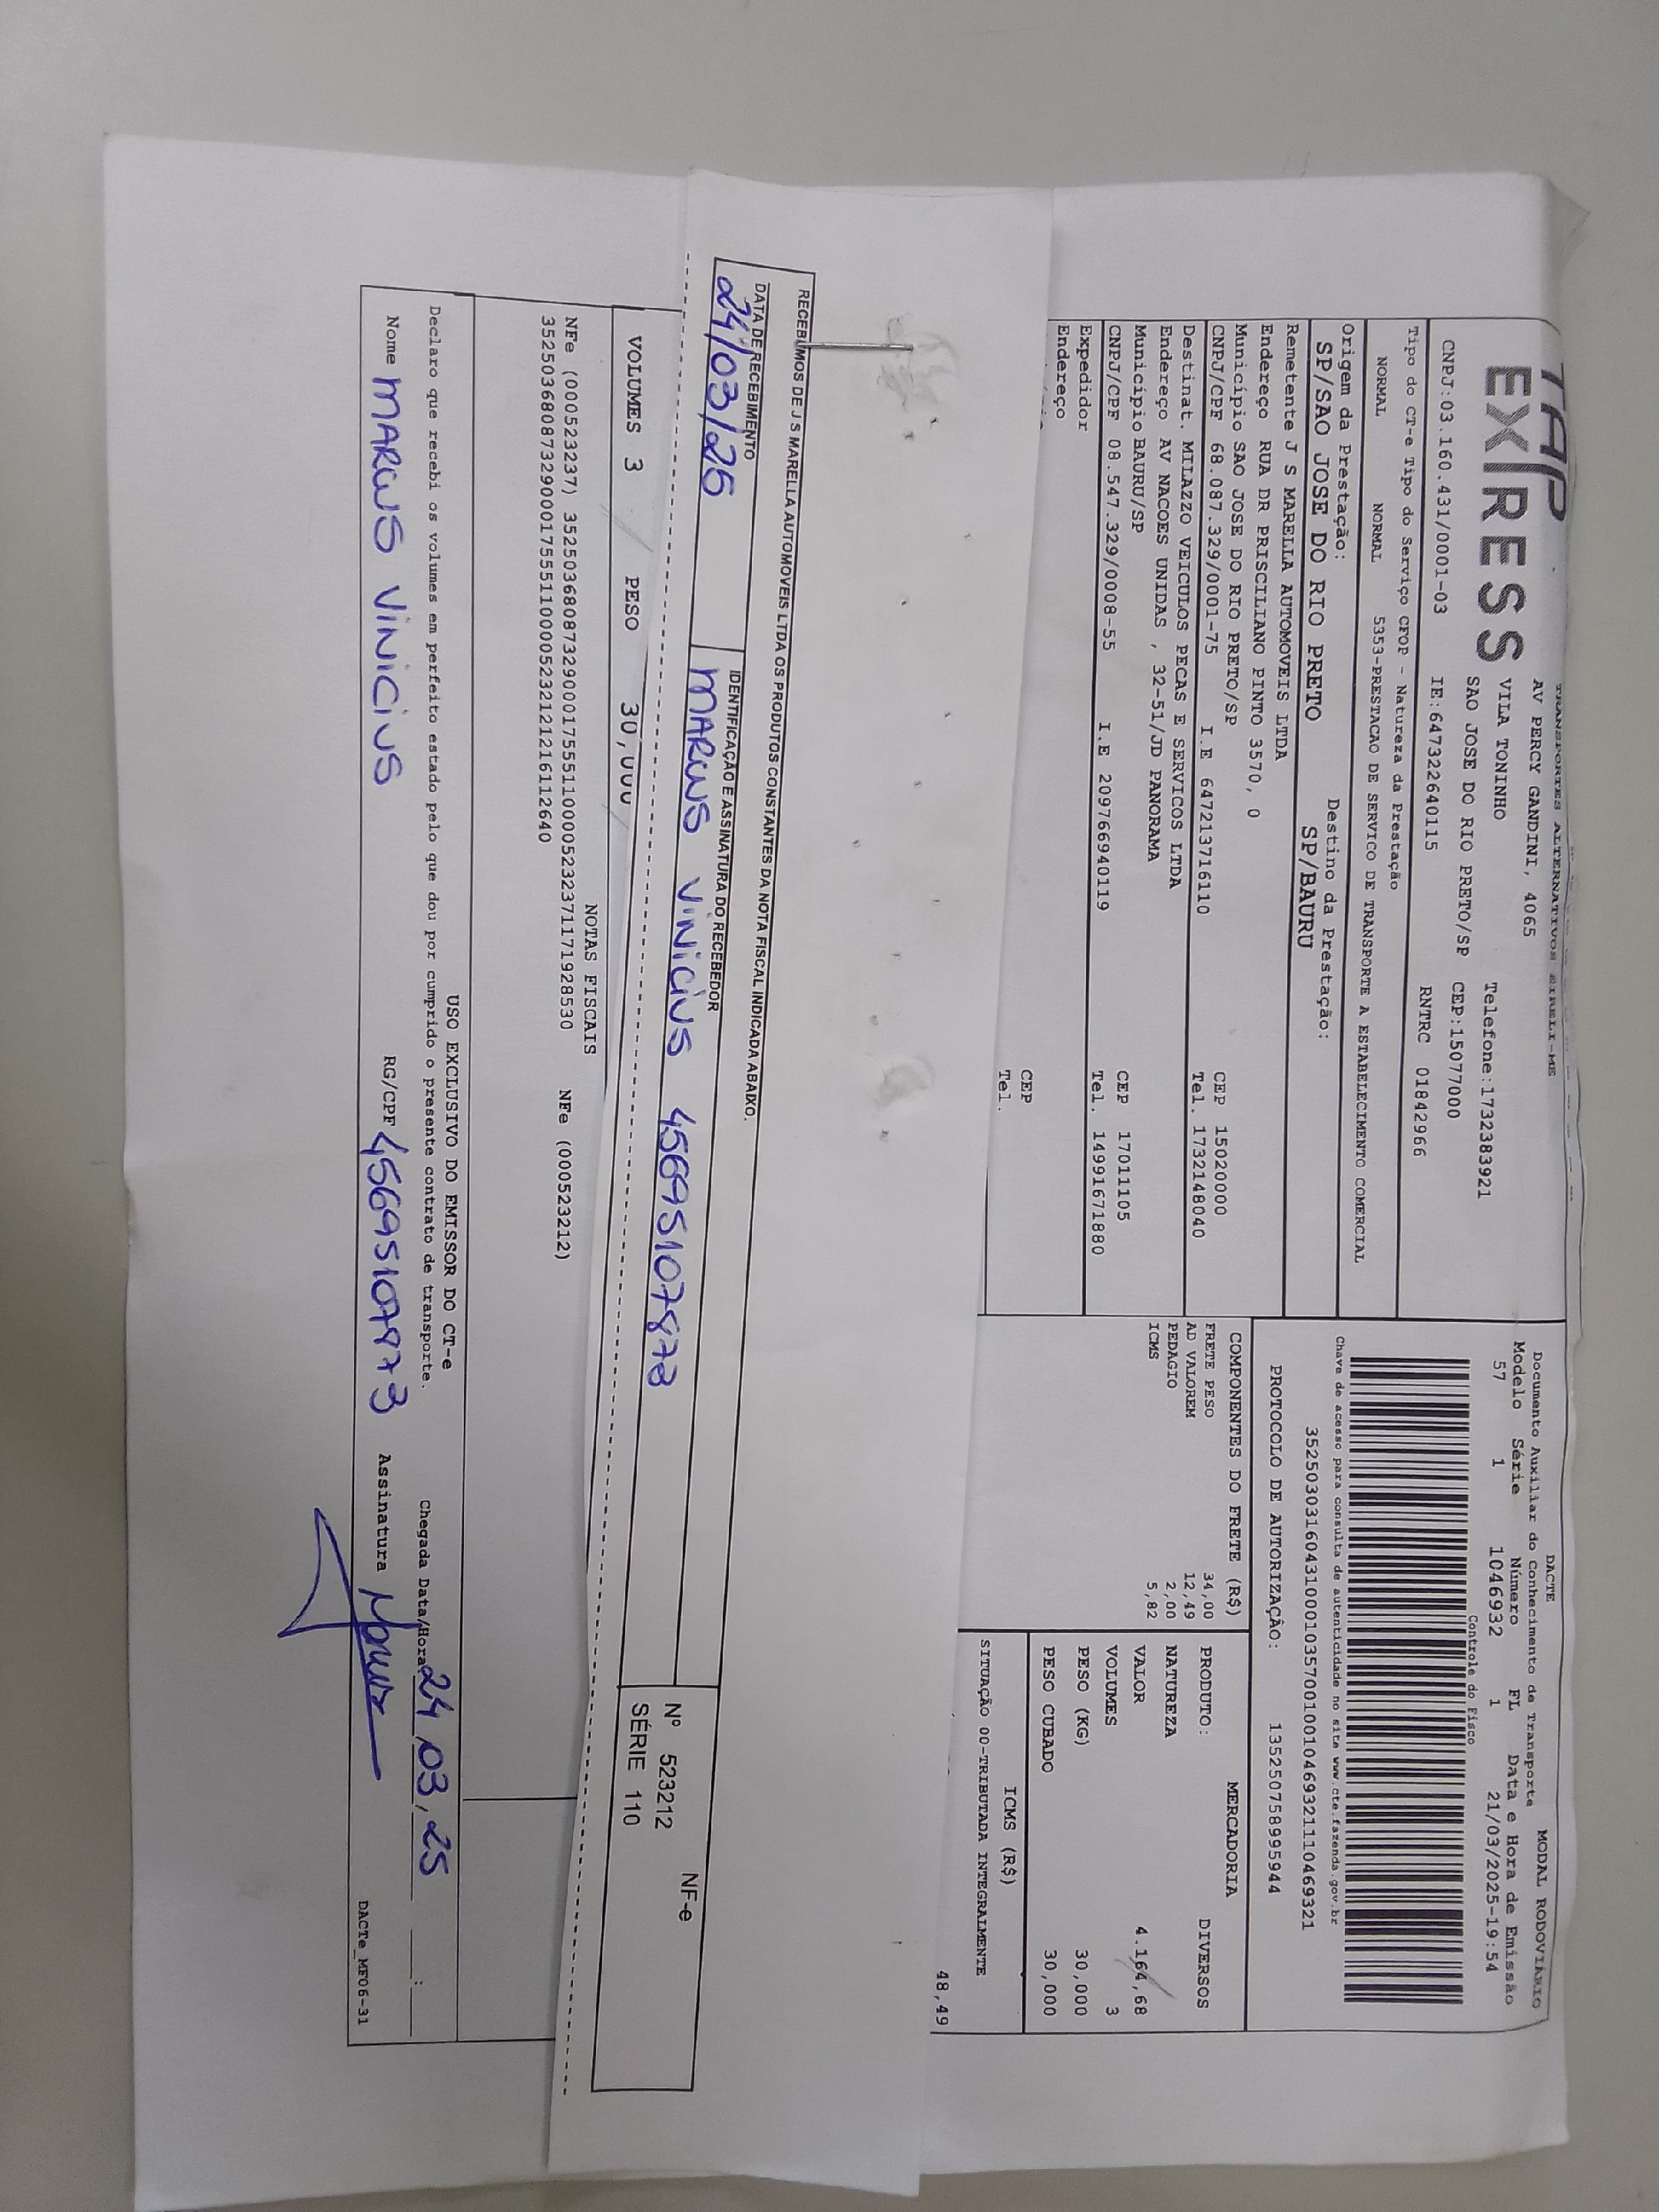 TAP
EXPRESS
TRANSPORTES ALTERNATIVOS EIRELI-ME
AV PERCY GANDINI, 4065
VILA TONINHO Telefone:1732383921
SAO JOSE DO RIO PRETO/SP CEP:15077000
CNPJ:03.160.431/0001-03 IE:647322640115 RNTRC 01842966
Tipo do CT-e Tipo do Serviço CFOP - Natureza da Prestação
NORMAL NORMAL 5353-PRESTACAO DE SERVICO DE TRANSPORTE A ESTABELECIMENTO COMERCIAL
Origem da Prestação: Destino da Prestação:
SP/SAO JOSE DO RIO PRETO SP/BAURU
Remetente J S MARELLA AUTOMOVEIS LTDA
Endereço RUA DR PRISCILIANO PINTO 3570, 0
Município SAO JOSE DO RIO PRETO/SP CEP 15020000
CNPJ/CPF 68.087.329/0001-75 I.E 647213716110 Tel. 1732148040
Destinat. MILAZZO VEICULOS PECAS E SERVICOS LTDA
Endereço AV NACOES UNIDAS , 32-51/JD PANORAMA
Município BAURU/SP CEP 17011105
CNPJ/CPF 08.547.329/0008-55 I.E 209766940119 Tel. 14991671880
Expedidor
Endereço CEP
Tel.
DACTE MODAL RODOVIÁRIO
Documento Auxiliar do Conhecimento de Transporte
Modelo Série Número FL Data e Hora de Emissão
57 1 1046932 1 21/03/2025-19:54
Controle do Fisco
Chave de acesso para consulta de autenticidade no site www.cte.fazenda.gov.br
35250303160431000103570010010469321110469321
PROTOCOLO DE AUTORIZAÇÃO: 135250758995944
COMPONENTES DO FRETE (R$)
FRETE PESO 34,00
AD VALOREM 12,49
PEDAGIO 2,00
ICMS 5,82
MERCADORIA
PRODUTO: DIVERSOS
NATUREZA
VALOR 4.164,68
VOLUMES 3
PESO (KG) 30,000
PESO CUBADO 30,000
ICMS (R$)
SITUAÇÃO 00-TRIBUTADA INTEGRALMENTE
48,49
RECEBEMOS DE J S MARELLA AUTOMOVEIS LTDA OS PRODUTOS CONSTANTES DA NOTA FISCAL INDICADA ABAIXO.
DATA DE RECEBIMENTO IDENTIFICAÇÃO E ASSINATURA DO RECEBEDOR
24/03/25 MARCUS VINICIUS 45695107873
NF-e
Nº 523212
SÉRIE 110
VOLUMES 3 PESO 30,000
NOTAS FISCAIS
NFe (000523237) 35250368087329000175551100005232371171928530 NFe (000523212)
35250368087329000175551100005232121216112640
USO EXCLUSIVO DO EMISSOR DO CT-e
Declaro que recebi os volumes em perfeito estado pelo que dou por cumprido o presente contrato de transporte. Chegada Data/Hora 24/03/25 :
Nome MARCUS VINICIUS RG/CPF 45695107873 Assinatura
DACTe_MF06-31